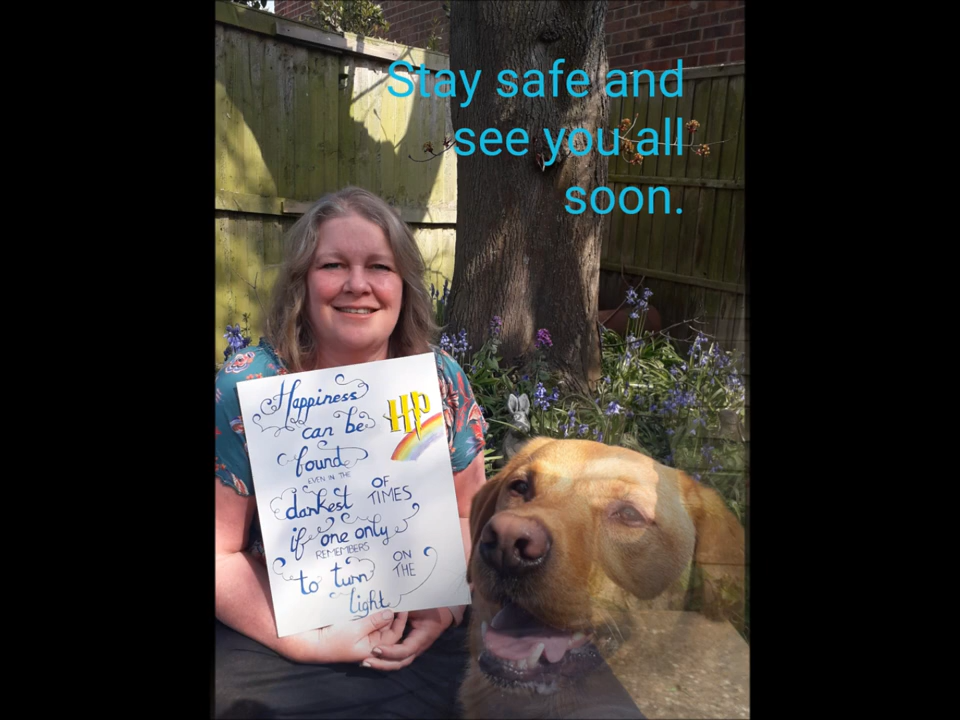 Stay safe and
see you all
soon.
Happiness
HP
can be
found
EVEN IN THE
darkest OF
TIMES
if one only
REMEMBERS
to turn ON
THE
light